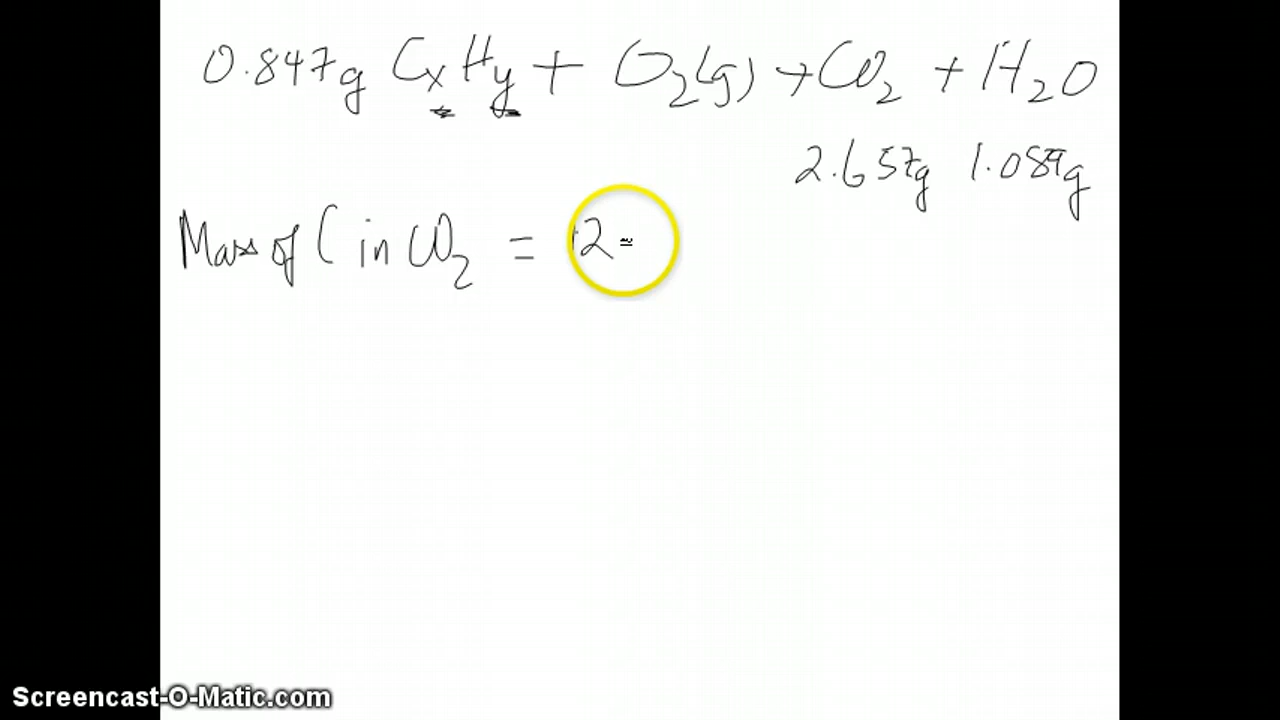 0.847g CxHy + O2(g) → CO2 + H2O
2.657g 1.089g
Mass of C in CO2 = 12
Screencast-O-Matic.com